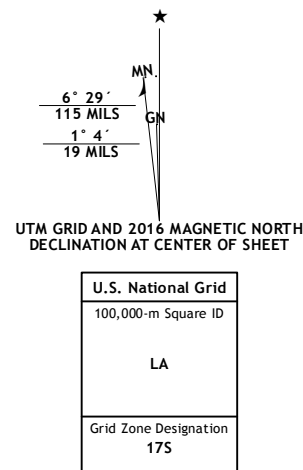 ★
MN.
6° 29´
115 MILS
GN
1° 4´
19 MILS
UTM GRID AND 2016 MAGNETIC NORTH
DECLINATION AT CENTER OF SHEET
U.S. National Grid
100,000-m Square ID
LA
Grid Zone Designation
17S